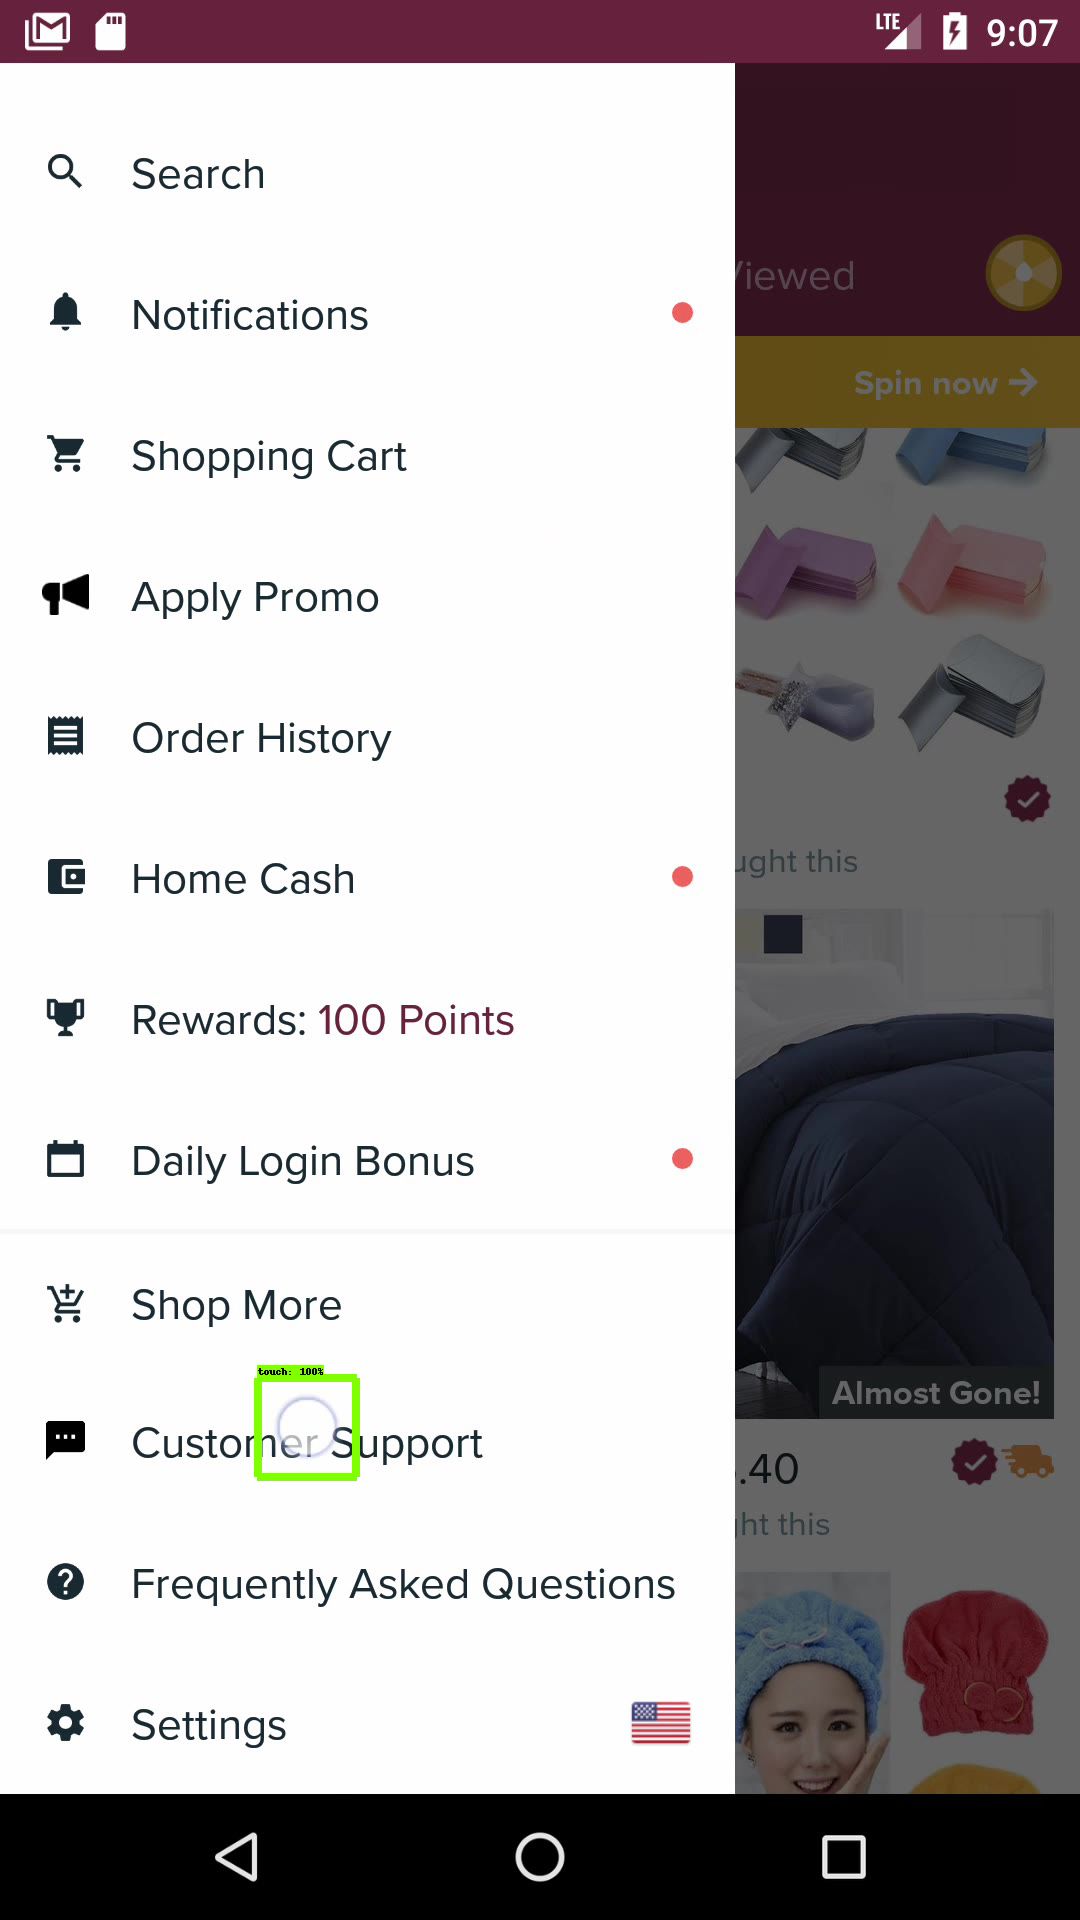 LTE 9:07
Search
Viewed
Notifications
Spin now →
Shopping Cart
Apply Promo
Order History
ught this
Home Cash
Rewards: 100 Points
Daily Login Bonus
Shop More
touch: 100%
Almost Gone!
Customer Support
.40
ht this
Frequently Asked Questions
Settings